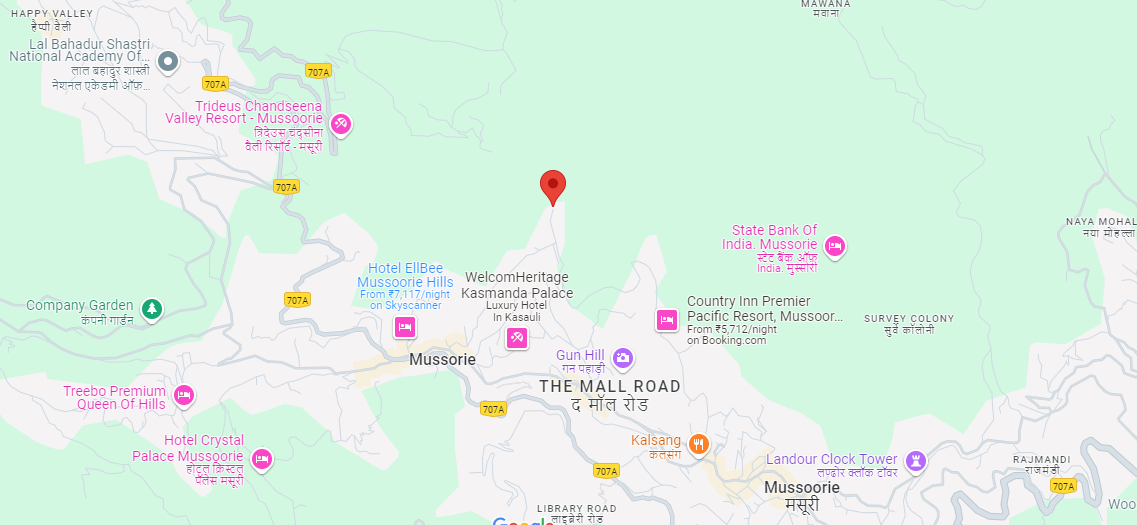 HAPPY VALLEY
हैप्पी वैली
MAWANA
मवाना
Lal Bahadur Shastri
National Academy Of...
लाल बहादुर शास्त्री
नेशनल एकेडमी ऑफ़...
707A
707A
Trideus Chandseena
Valley Resort - Mussoorie
त्रिदेउस चंद्सीना
वैली रिसॉर्ट - मसूरी
707A
NAYA MOHAL
नया मोहल्ला
State Bank Of
India. Mussorie
स्टेट बैंक ऑफ़
India. मुस्सोरी
Hotel EllBee
Mussoorie Hills
From ₹7,117/night
on Skyscanner
WelcomHeritage
Kasmanda Palace
Luxury Hotel
In Kasauli
707A
Company Garden
कंपनी गार्डन
Country Inn Premier
Pacific Resort, Mussoor...
From ₹5,712/night
on Booking.com
SURVEY COLONY
सुर्वे कॉलोनी
Mussorie
Gun Hill
गन पहाड़ी
THE MALL ROAD
द मॉल रोड
Treebo Premium
Queen Of Hills
707A
Hotel Crystal
Palace Mussoorie
होटल क्रिस्टल
पॅलेस मसूरी
Kalsang
कलसंग
Landour Clock Tower
लण्ढोर क्लॉक टॉवर
RAJMANDI
राजमंडी
707A
707A
Mussoorie
मसूरी
LIBRARY ROAD
लाइब्रेरी रोड
Woo
Google